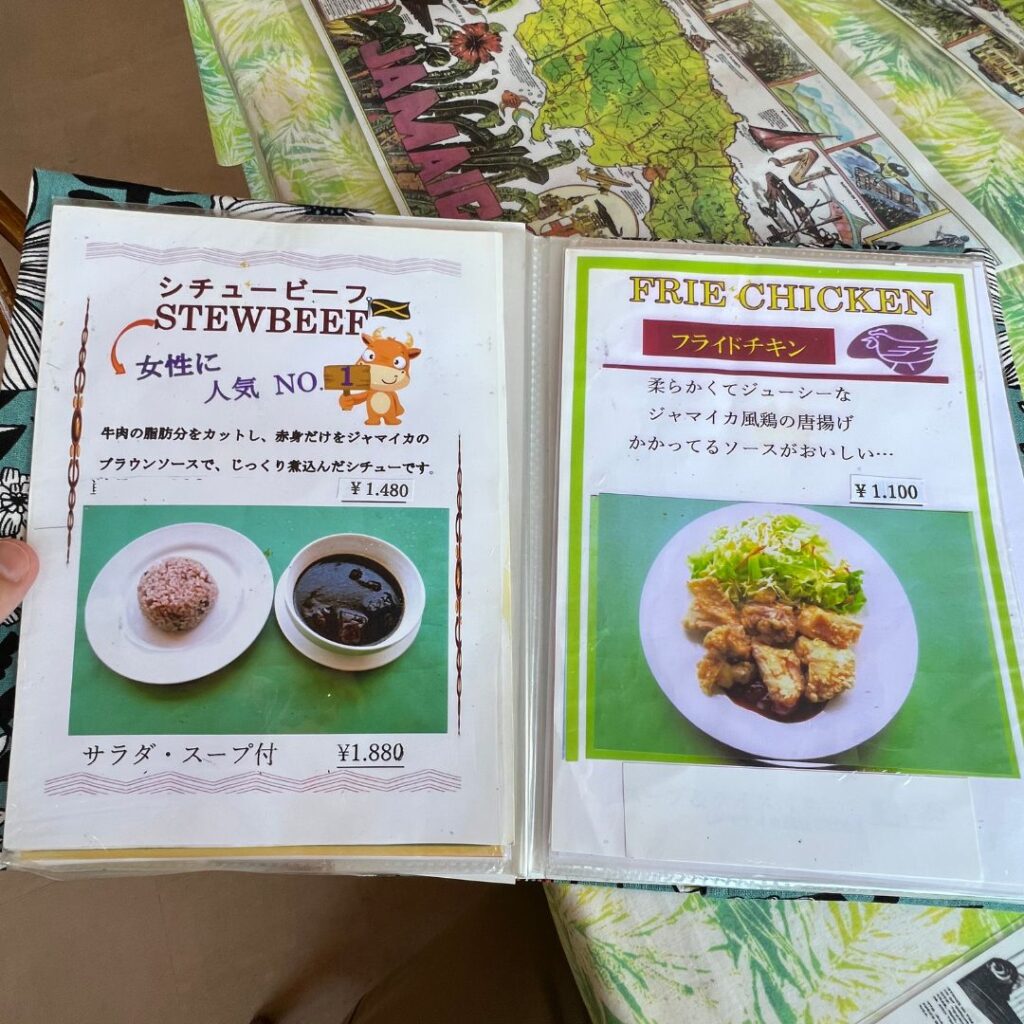 JAMAICA
シチュービーフ
STEWBEEF
女性に
人気 NO.1
牛肉の脂肪分をカットし、赤身だけをジャマイカの
ブラウンソースで、じっくり煮込んだシチューです。
¥1.480
サラダ・スープ付 ¥1.880
FRIE CHICKEN
フライドチキン
柔らかくてジューシーな
ジャマイカ風鶏の唐揚げ
かかってるソースがおいしい…
¥1.100